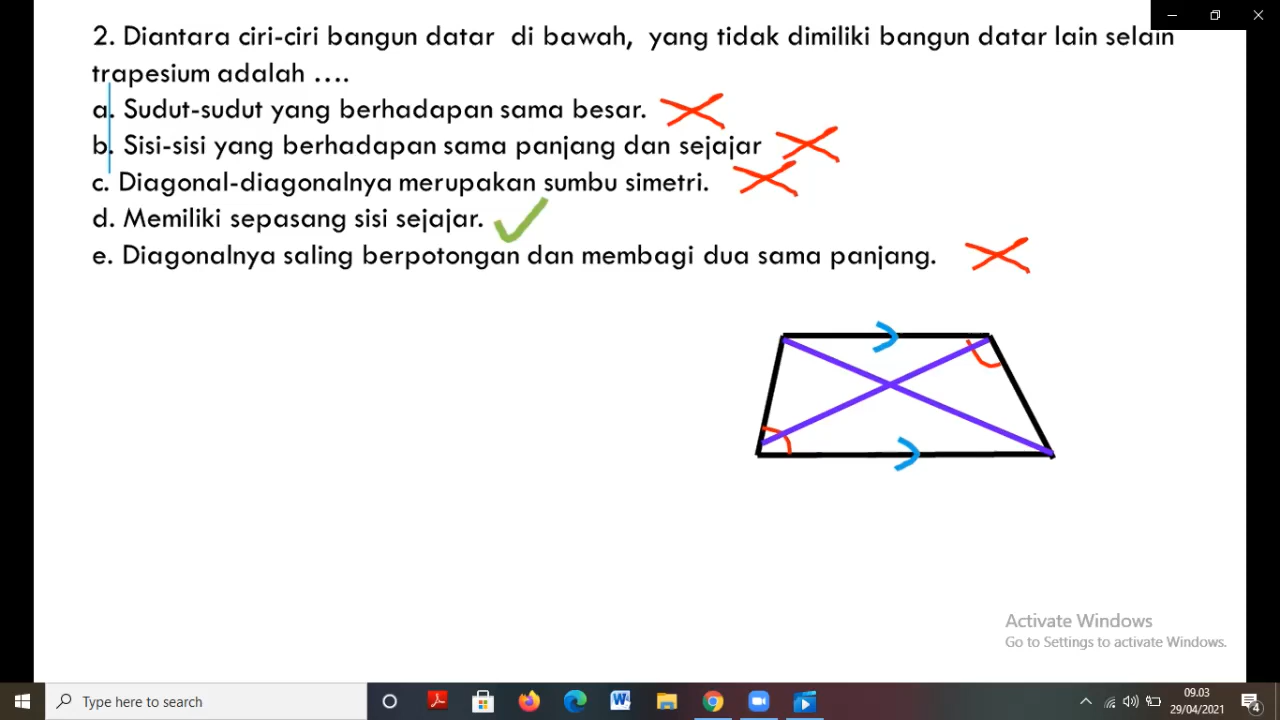 2. Diantara ciri-ciri bangun datar di bawah, yang tidak dimiliki bangun datar lain selain
trapesium adalah ....
a. Sudut-sudut yang berhadapan sama besar.
b. Sisi-sisi yang berhadapan sama panjang dan sejajar
c. Diagonal-diagonalnya merupakan sumbu simetri.
d. Memiliki sepasang sisi sejajar.
e. Diagonalnya saling berpotongan dan membagi dua sama panjang.
Activate Windows
Go to Settings to activate Windows.
Type here to search
09.03
29/04/2021
4